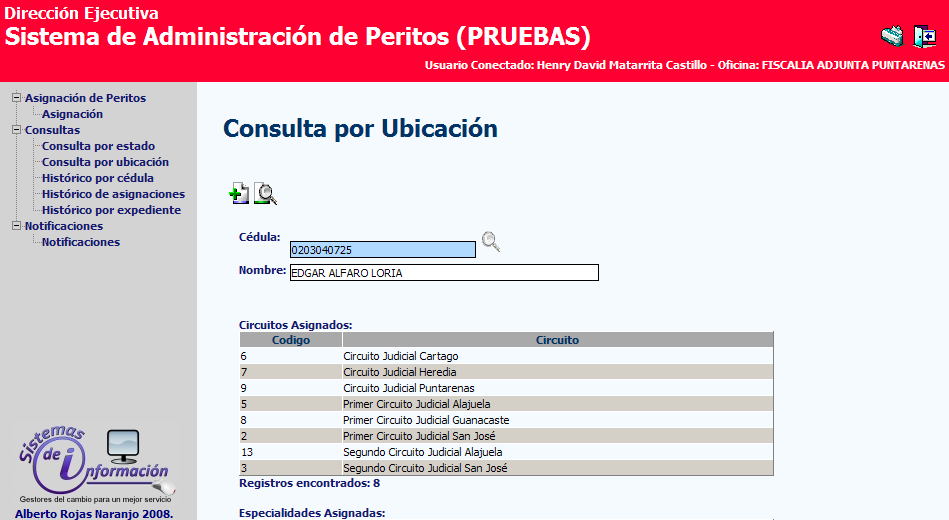 Dirección Ejecutiva
Sistema de Administración de Peritos (PRUEBAS)
Usuario Conectado: Henry David Matarrita Castillo - Oficina: FISCALIA ADJUNTA PUNTARENAS
Asignación de Peritos
Asignación
Consultas
Consulta por estado
Consulta por ubicación
Histórico por cédula
Histórico de asignaciones
Histórico por expediente
Notificaciones
Notificaciones
Sistemas
de
información
Gestores del cambio para un mejor servicio
Alberto Rojas Naranjo 2008.
Consulta por Ubicación
Cédula: 0203040725
Nombre: EDGAR ALFARO LORIA
Circuitos Asignados:
Codigo Circuito
6 Circuito Judicial Cartago
7 Circuito Judicial Heredia
9 Circuito Judicial Puntarenas
5 Primer Circuito Judicial Alajuela
8 Primer Circuito Judicial Guanacaste
2 Primer Circuito Judicial San José
13 Segundo Circuito Judicial Alajuela
3 Segundo Circuito Judicial San José
Registros encontrados: 8
Especialidades Asignadas: